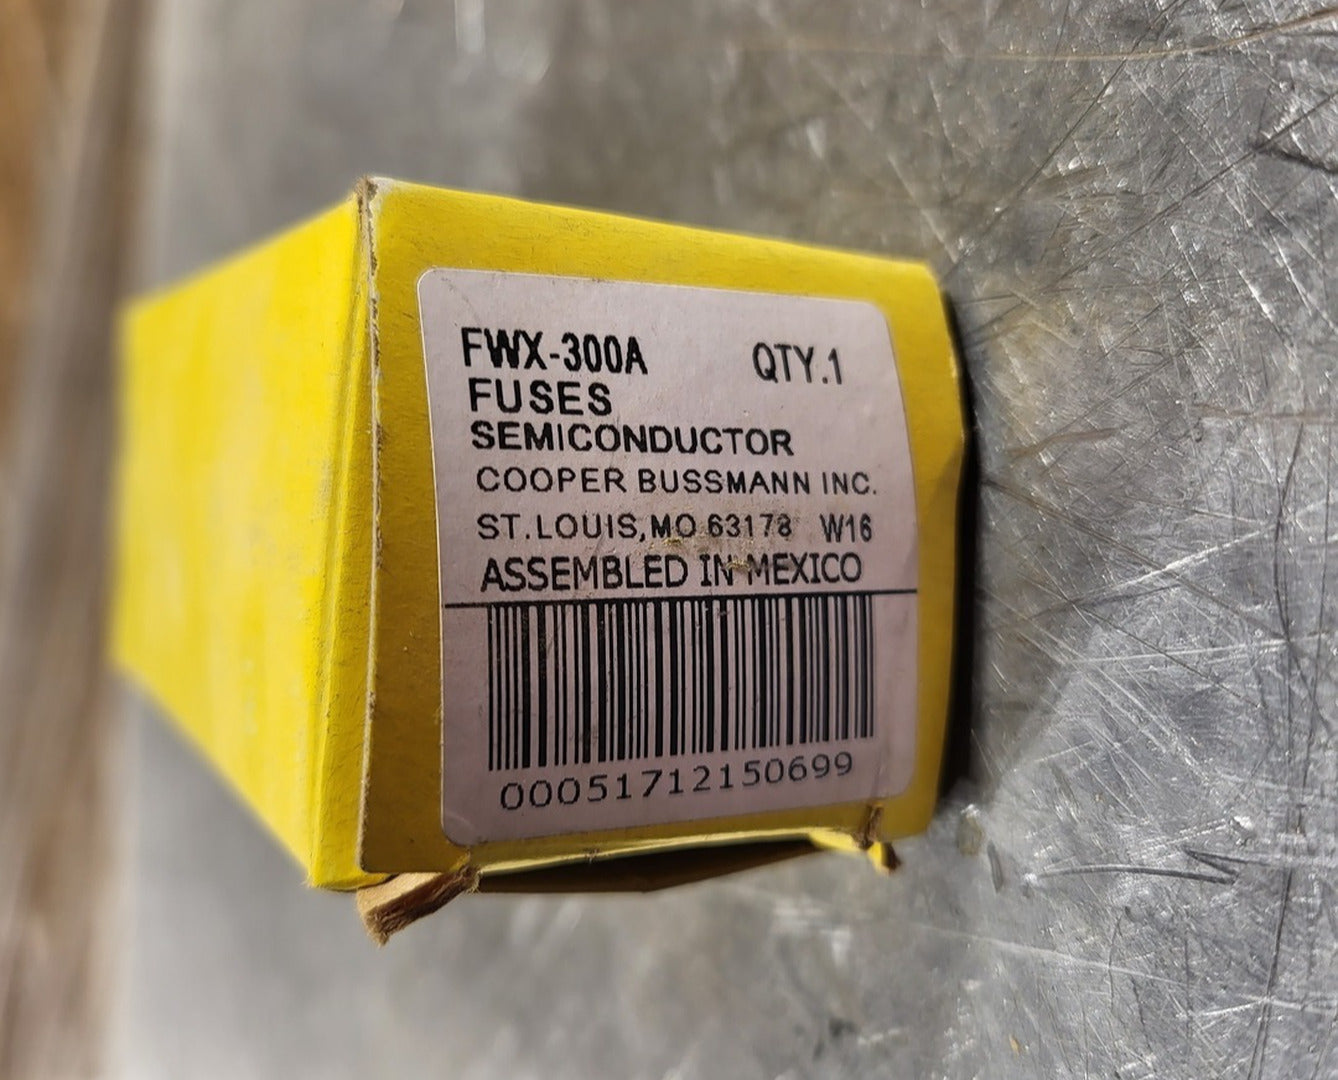 FWX-300A QTY.1
FUSES
SEMICONDUCTOR
COOPER BUSSMANN INC.
ST.LOUIS,MO 63178 W16
ASSEMBLED IN MEXICO
00051712150699